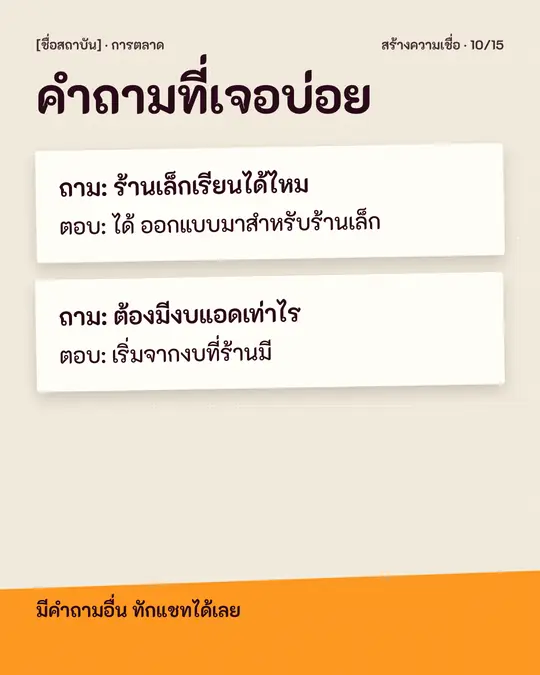 [ชื่อสถาบัน] · การตลาด
สร้างความเชื่อ · 10/15
คำถามที่เจอบ่อย
ถาม: ร้านเล็กเรียนได้ไหม
ตอบ: ได้ ออกแบบมาสำหรับร้านเล็ก
ถาม: ต้องมีงบแอดเท่าไร
ตอบ: เริ่มจากงบที่ร้านมี
มีคำถามอื่น ทักแชทได้เลย